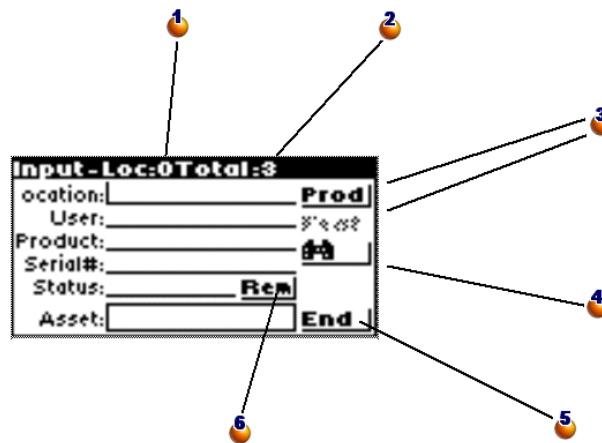 1
2
3
Input-Loc:0Total:3
ocation:
Prod
User:
Product:
Serial#:
4
Status:
Rem
Asset:
End
5
6